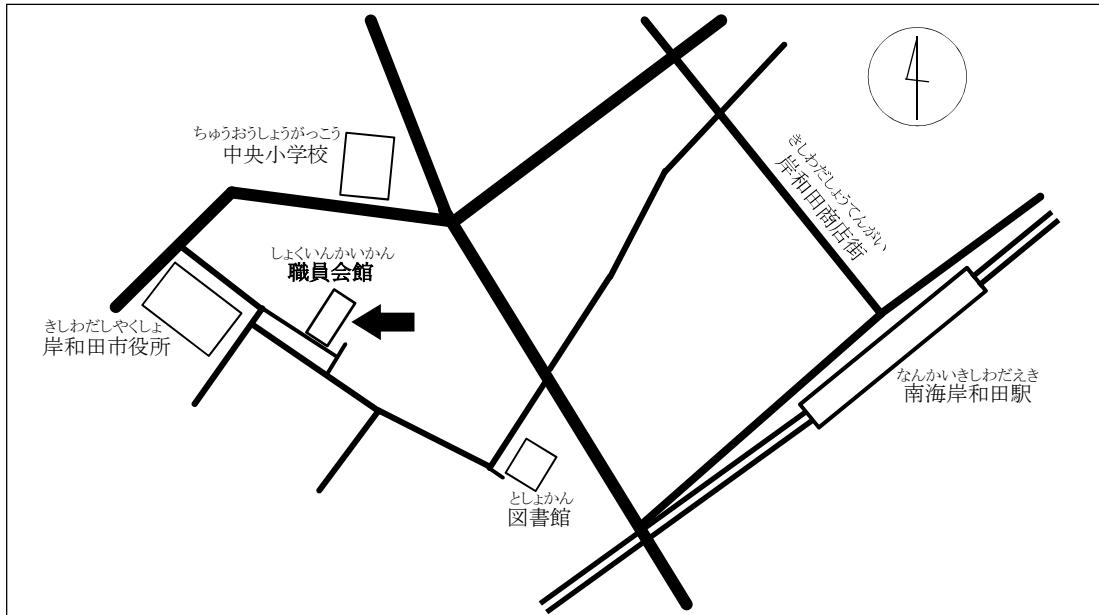 ちゅうおうしょうがっこう
中央小学校
きしわだしょうてんがい
岸和田商店街
しょくいんかいかん
職員会館
きしわだしやくしょ
岸和田市役所
なんかいきしわだえき
南海岸和田駅
としょかん
図書館